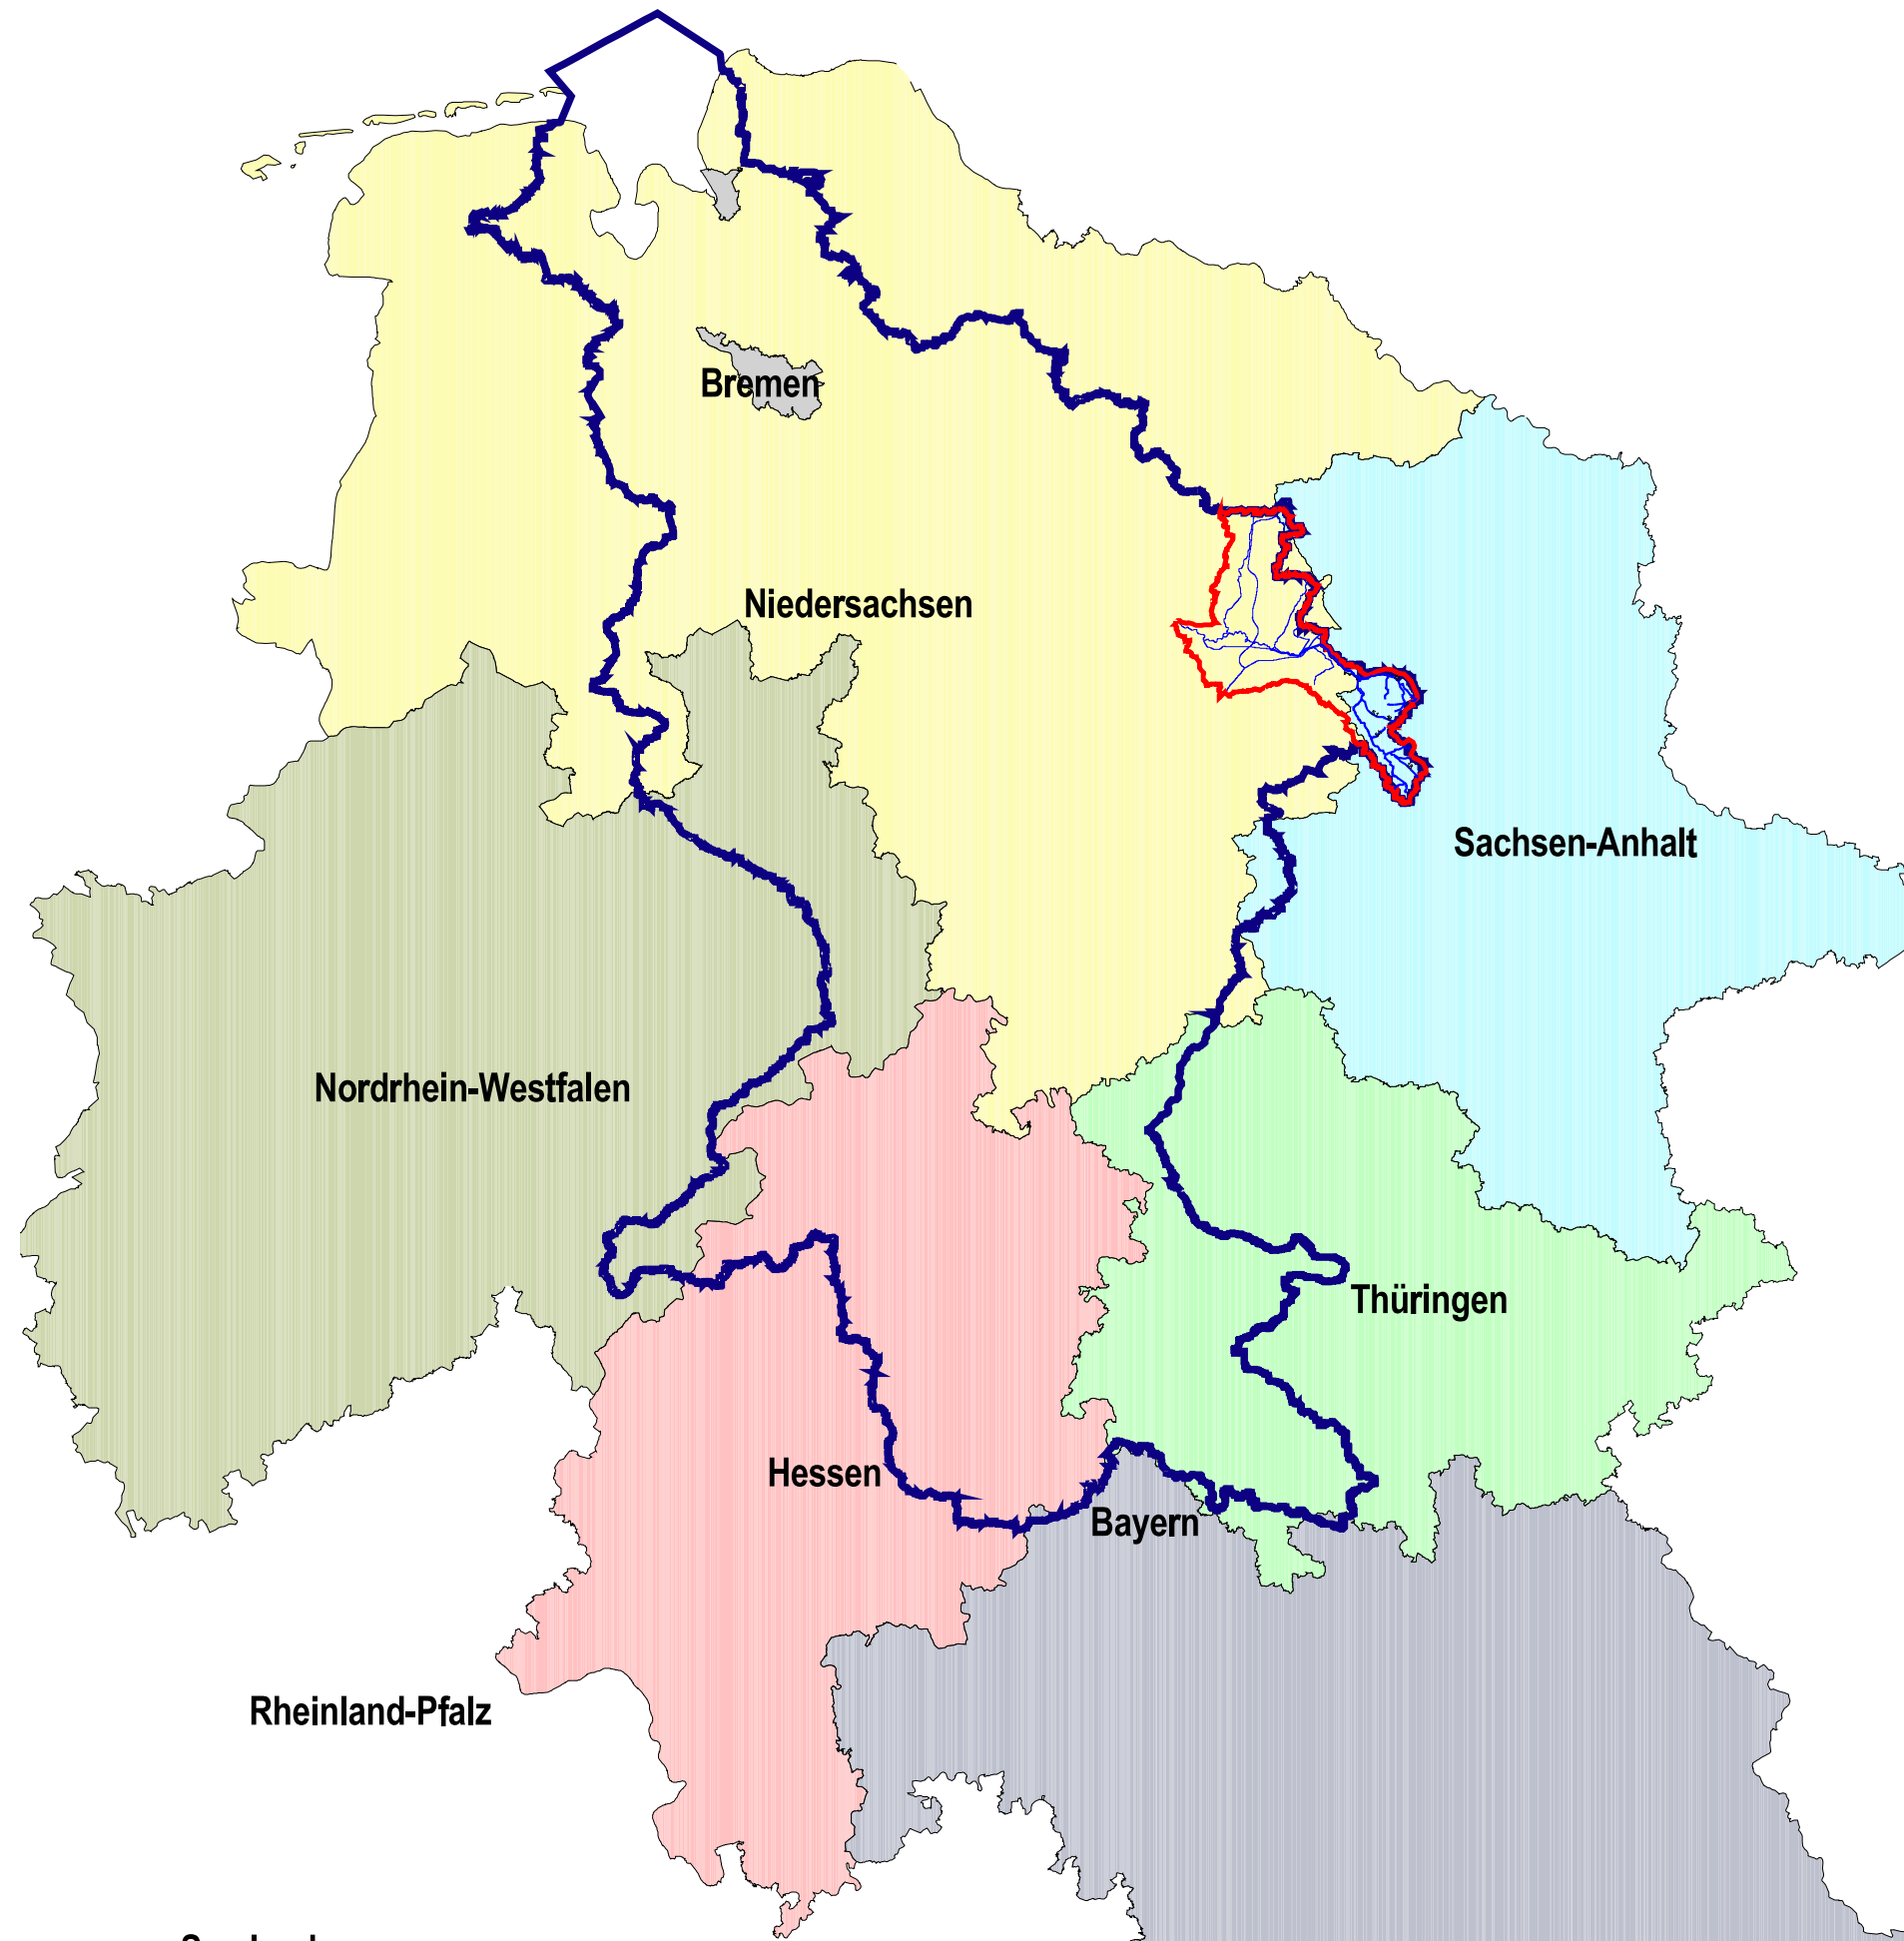 Bremen
Niedersachsen
Sachsen-Anhalt
Nordrhein-Westfalen
Thüringen
Hessen
Bayern
Rheinland-Pfalz